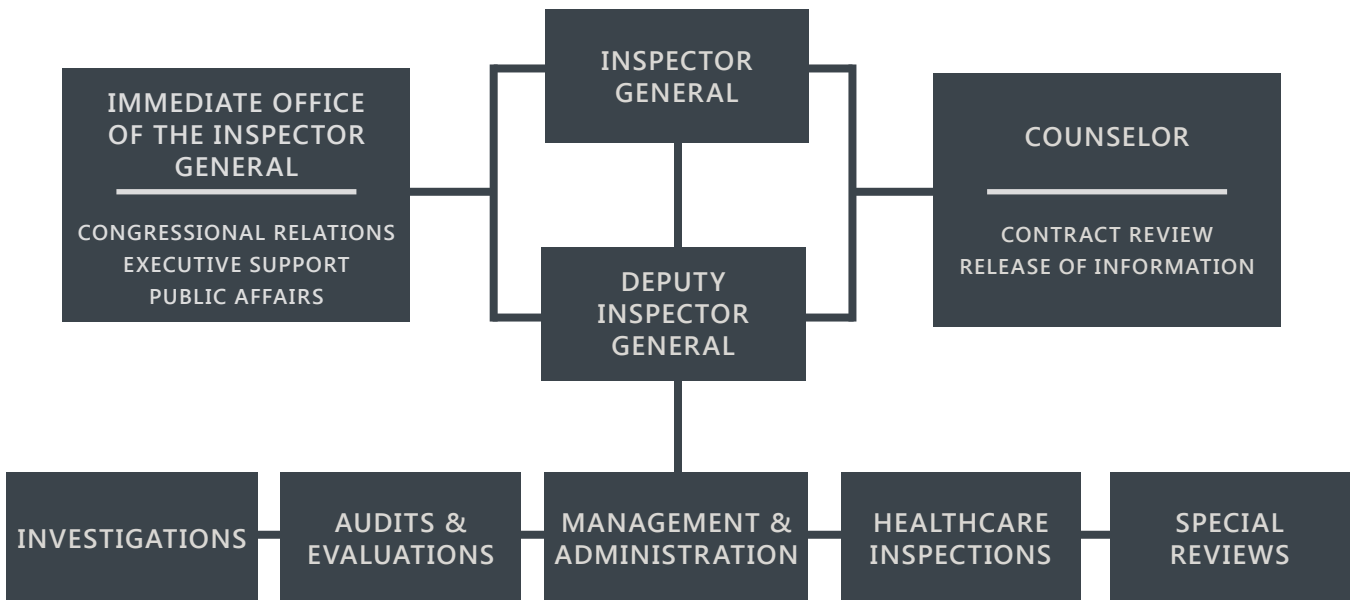 INSPECTOR
GENERAL
IMMEDIATE OFFICE
OF THE INSPECTOR
GENERAL
CONGRESSIONAL RELATIONS
EXECUTIVE SUPPORT
PUBLIC AFFAIRS
COUNSELOR
CONTRACT REVIEW
RELEASE OF INFORMATION
DEPUTY
INSPECTOR
GENERAL
INVESTIGATIONS
AUDITS &
EVALUATIONS
MANAGEMENT &
ADMINISTRATION
HEALTHCARE
INSPECTIONS
SPECIAL
REVIEWS